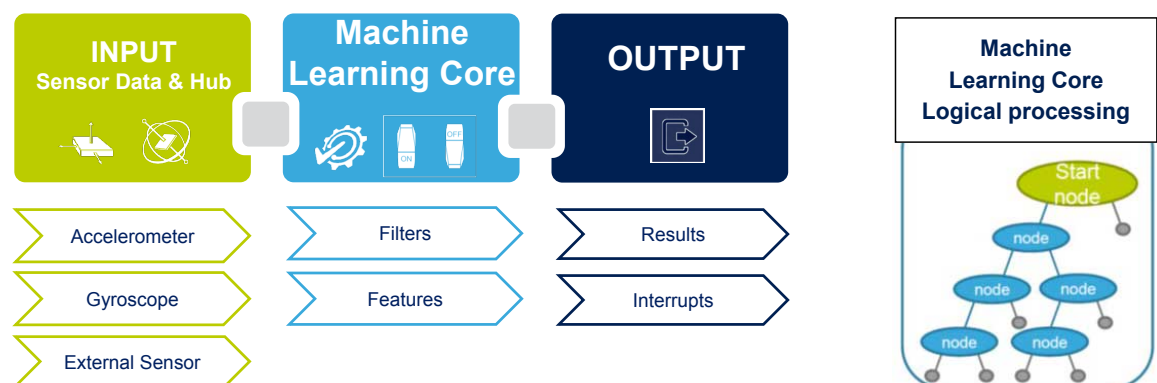 INPUT
Sensor Data & Hub
Machine
Learning Core
ON
OFF
OUTPUT
Accelerometer
Gyroscope
External Sensor
Filters
Features
Results
Interrupts
Machine
Learning Core
Logical processing
Start
node
node
node
node
node
node